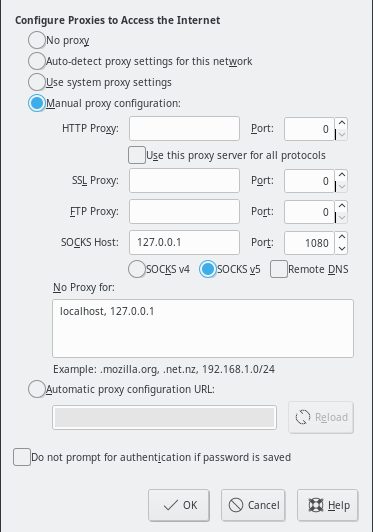 Configure Proxies to Access the Internet
No proxy
Auto-detect proxy settings for this network
Use system proxy settings
Manual proxy configuration:
HTTP Proxy: Port: 0
Use this proxy server for all protocols
SSL Proxy: Port: 0
FTP Proxy: Port: 0
SOCKS Host: 127.0.0.1 Port: 1080
SOCKS v4 SOCKS v5 Remote DNS
No Proxy for:
localhost, 127.0.0.1
Example: .mozilla.org, .net.nz, 192.168.1.0/24
Automatic proxy configuration URL:
Reload
Do not prompt for authentication if password is saved
OK Cancel Help